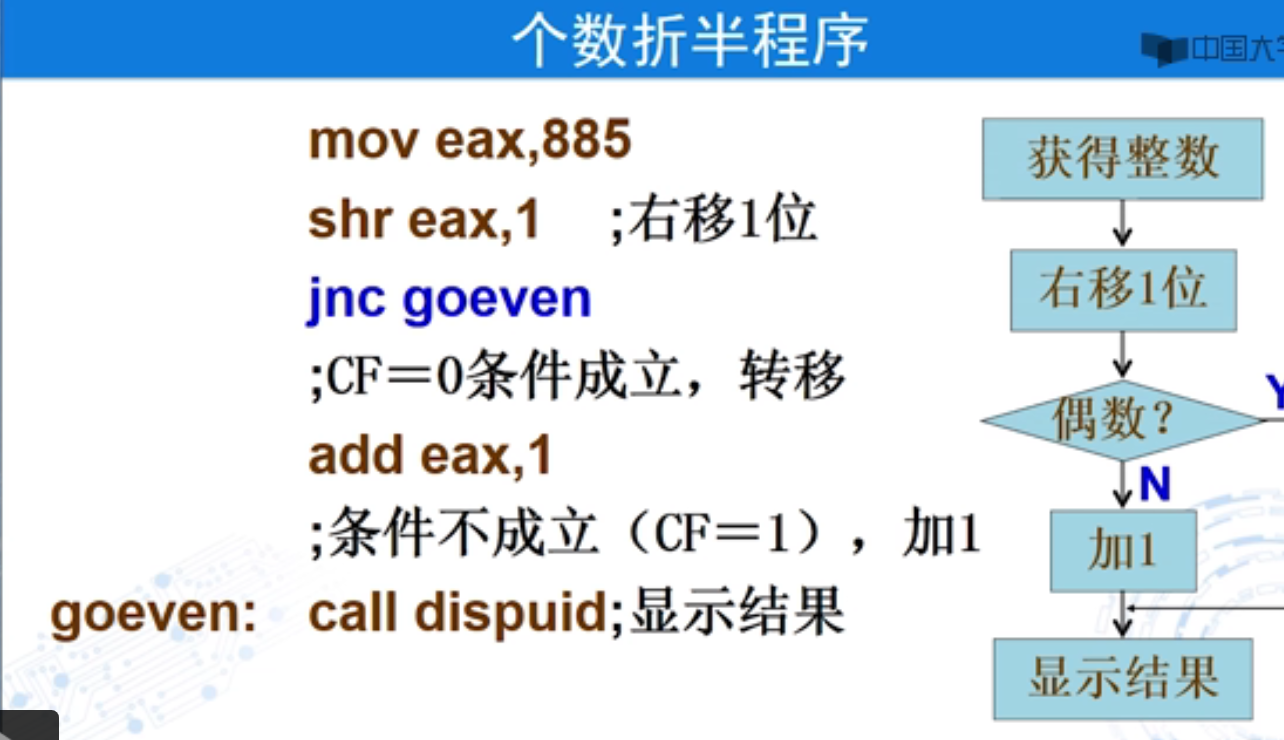 个数折半程序
中国大
mov eax,885
shr eax,1 ;右移1位
jnc goeven
;CF=0条件成立，转移
add eax,1
;条件不成立（CF=1），加1
goeven: call dispuid;显示结果
获得整数
右移1位
偶数？
Y
N
加1
显示结果